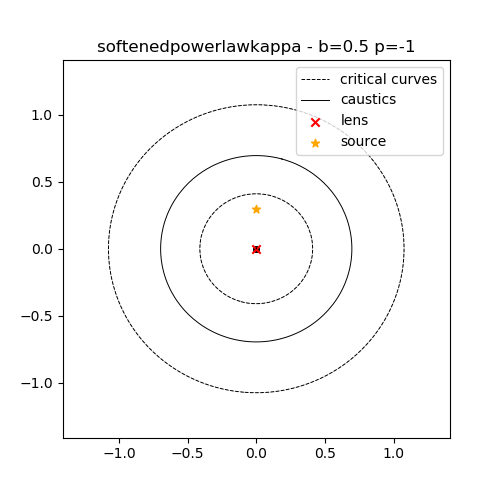 softenedpowerlawkappa - b=0.5 p=-1
critical curves
caustics
lens
source
1.0
0.5
0.0
−0.5
−1.0
−1.0 −0.5 0.0 0.5 1.0